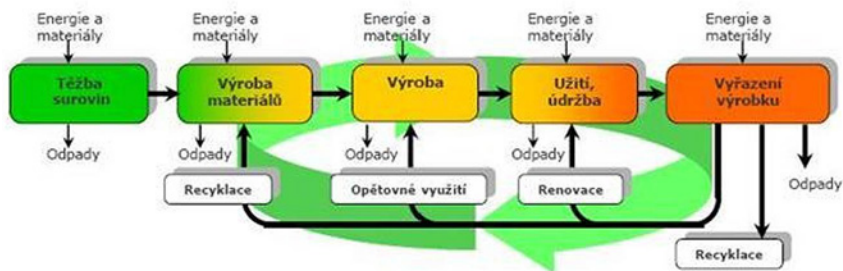 Energie a
materiály
Energie a
materiály
Energie a
materiály
Energie a
materiály
Energie a
materiály
Těžba
surovin
Výroba
materiálů
Výroba
Užití,
údržba
Vyřazení
výrobku
Odpady
Odpady
Odpady
Odpady
Odpady
Recyklace
Opětovné využití
Renovace
Recyklace